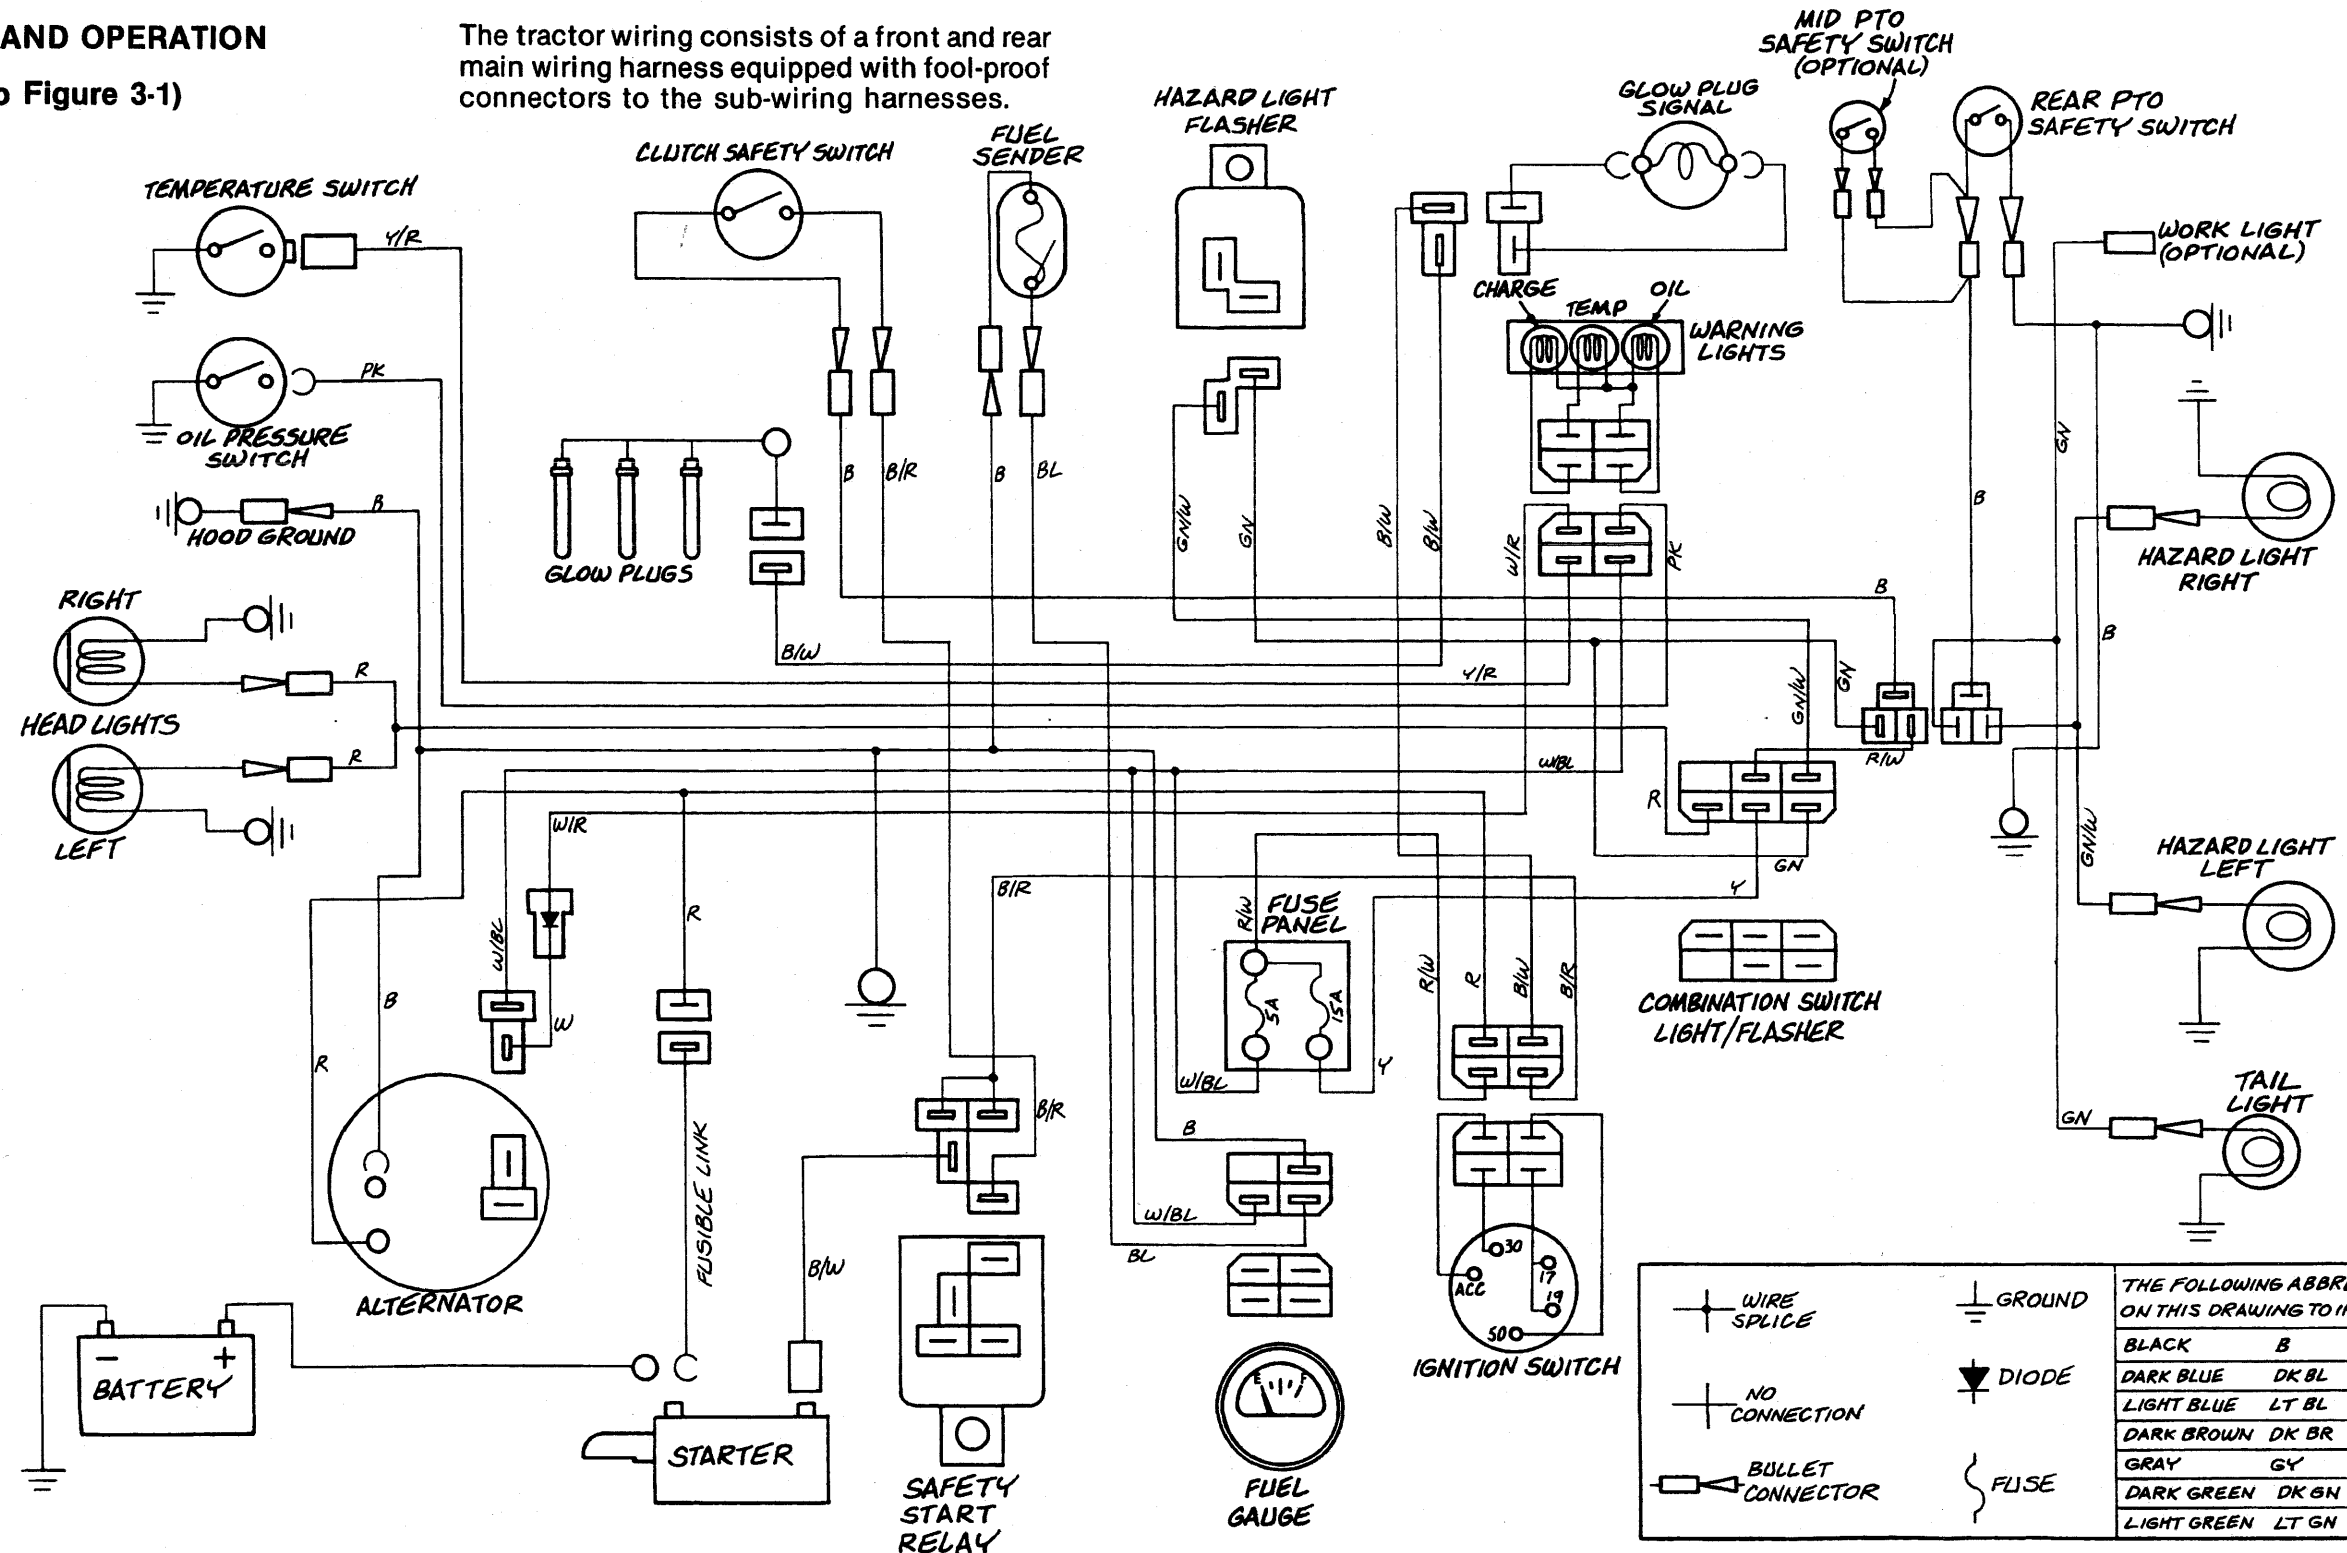 AND OPERATION
o Figure 3-1)
The tractor wiring consists of a front and rear
main wiring harness equipped with fool-proof
connectors to the sub-wiring harnesses.
MID PTO
SAFETY SWITCH
(OPTIONAL)
GLOW PLUG
SIGNAL
HAZARD LIGHT
FLASHER
REAR PTO
SAFETY SWITCH
FUEL
SENDER
CLUTCH SAFETY SWITCH
TEMPERATURE SWITCH
Y/R
WORK LIGHT
(OPTIONAL)
CHARGE
TEMP
OIL
WARNING
LIGHTS
PK
OIL PRESSURE
SWITCH
B
B/R
B
BL
GN
B
HOOD GROUND
B
GLOW PLUGS
GN/W
GN
B/W
B/W
W/R
PK
HAZARD LIGHT
RIGHT
RIGHT
B
B
B/W
R
Y/R
GN/W
GN
HEAD LIGHTS
R
W/BL
R/W
R
LEFT
W/R
GN
GN/W
HAZARD LIGHT
LEFT
B/R
Y
R
W/BL
R/W
FUSE
PANEL
5A
15A
R/W
R
B/W
B/R
B
W
COMBINATION SWITCH
LIGHT/FLASHER
R
Y
W/BL
TAIL
LIGHT
B/R
GN
B
FUSIBLE LINK
W/BL
BL
B/W
30
17
ACC
19
50
ALTERNATOR
IGNITION SWITCH
- +
BATTERY
E F
STARTER
SAFETY
START
RELAY
FUEL
GAUGE
WIRE
SPLICE
GROUND
NO
CONNECTION
DIODE
BULLET
CONNECTOR
FUSE
THE FOLLOWING ABBRE
ON THIS DRAWING TO I
BLACK B
DARK BLUE DK BL
LIGHT BLUE LT BL
DARK BROWN DK BR
GRAY GY
DARK GREEN DK GN
LIGHT GREEN LT GN